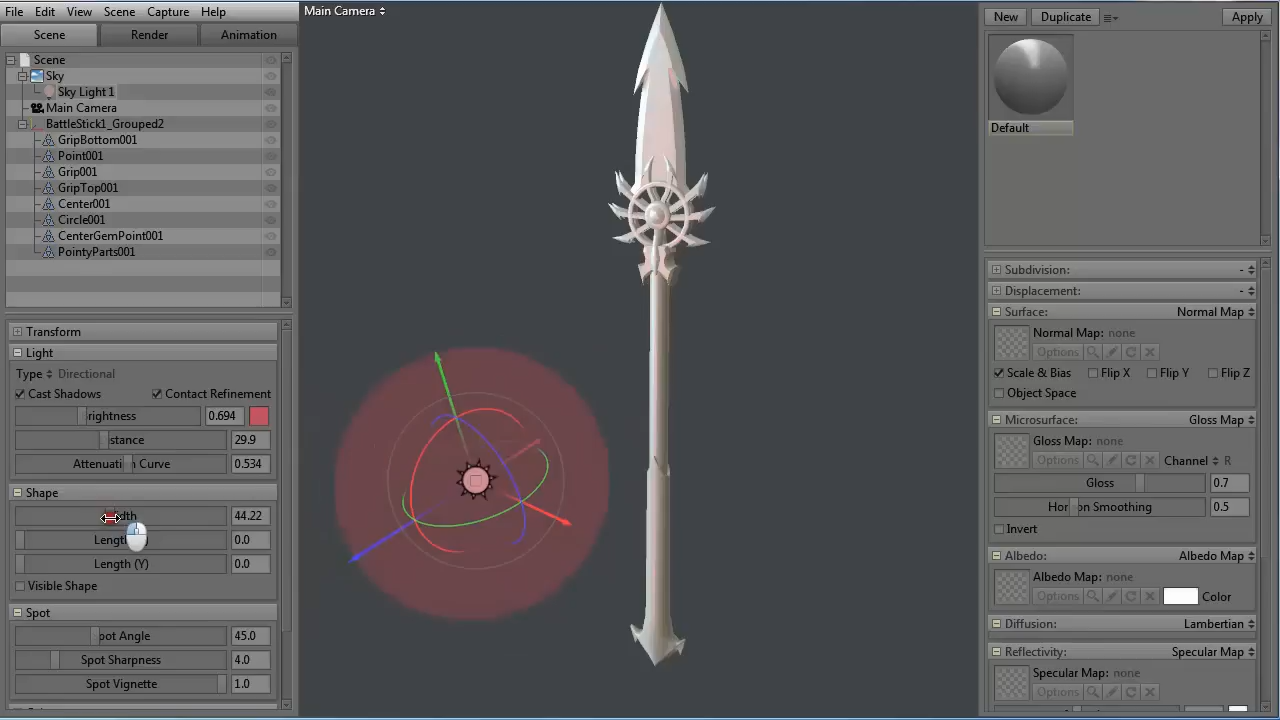 File Edit View Scene Capture Help
Main Camera
New Duplicate Apply
Scene Render Animation
Scene
Sky
Sky Light 1
Main Camera
BattleStick1_Grouped2
GripBottom001
Point001
Grip001
GripTop001
Center001
Circle001
CenterGemPoint001
PointyParts001
Default
Transform
Light
Type Directional
Cast Shadows Contact Refinement
rightness 0.694
stance 29.9
Attenuati n Curve 0.534
Shape
dth 44.22
Length 0.0
Length (Y) 0.0
Visible Shape
Spot
pot Angle 45.0
Spot Sharpness 4.0
Spot Vignette 1.0
Subdivision: -
Displacement: -
Surface: Normal Map
Normal Map: none
Options
Scale & Bias Flip X Flip Y Flip Z
Object Space
Microsurface: Gloss Map
Gloss Map: none
Options Channel R
Gloss 0.7
Hor on Smoothing 0.5
Invert
Albedo: Albedo Map
Albedo Map: none
Options Color
Diffusion: Lambertian
Reflectivity: Specular Map
Specular Map: none
Options